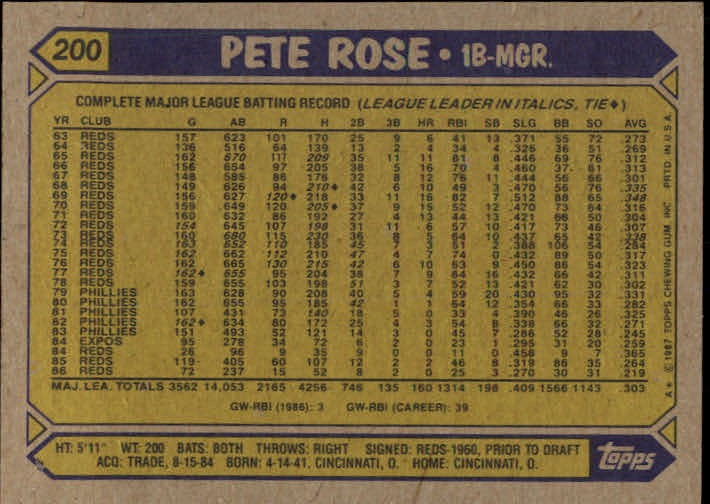 200 PETE ROSE • 1B-MGR.
COMPLETE MAJOR LEAGUE BATTING RECORD (LEAGUE LEADER IN ITALICS, TIE♦)
YR CLUB G AB R H 2B 3B HR RBI SB SLG BB SO AVG
63 REDS 157 623 101 170 25 9 6 41 13 .371 55 72 .273
64 REDS 136 516 64 139 13 2 4 34 4 .326 36 51 .269
65 REDS 162 670 117 209 35 11 11 81 8 .446 69 76 .312
66 REDS 156 654 97 205 38 5 16 70 4 .460 37 61 .313
67 REDS 148 585 86 176 32 8 12 76 11 .444 56 66 .301
68 REDS 149 626 94 210♦ 42 6 10 49 3 .470 56 76 .335
69 REDS 156 627 120♦ 218 33 11 16 82 7 .512 88 65 .348
70 REDS 159 649 120 205♦ 37 9 15 52 12 .470 73 64 .316
71 REDS 160 632 86 192 27 4 13 44 13 .421 68 50 .304
72 REDS 154 645 107 198 31 11 6 57 10 .417 73 46 .307
73 REDS 160 680 115 230 36 8 5 64 10 .437 65 42 .338
74 REDS 163 652 110 185 45 7 3 51 2 .388 106 54 .284
75 REDS 162 662 112 210 47 4 7 74 0 .432 89 50 .317
76 REDS 162 665 130 215 42 6 10 63 9 .450 86 54 .323
77 REDS 162♦ 655 95 204 38 7 9 64 16 .432 66 42 .311
78 REDS 159 655 103 198 51 3 7 52 13 .421 62 30 .302
79 PHILLIES 163 628 90 208 40 5 4 59 20 .430 95 32 .331
80 PHILLIES 162 655 95 185 42 1 1 64 12 .354 66 33 .282
81 PHILLIES 107 431 73 140 18 5 0 33 4 .390 46 26 .325
82 PHILLIES 162♦ 634 80 172 25 4 3 54 8 .338 66 32 .271
83 PHILLIES 151 493 52 121 14 3 0 45 7 .286 52 28 .245
84 EXPOS 95 278 34 72 6 2 0 23 1 .295 31 20 .259
84 REDS 26 96 9 35 9 0 0 11 0 .458 9 7 .365
85 REDS 119 405 60 107 12 2 2 46 8 .319 86 35 .264
86 REDS 72 237 15 52 8 2 0 25 3 .270 30 31 .219
MAJ. LEA. TOTALS 3562 14,053 2165 4256 746 135 160 1314 198 .409 1566 1143 .303
GW-RBI (1986): 3 GW-RBI (CAREER): 39
HT: 5'11" WT: 200 BATS: BOTH THROWS: RIGHT SIGNED: REDS-1960, PRIOR TO DRAFT
ACQ: TRADE, 8-15-84 BORN: 4-14-41, CINCINNATI, O. HOME: CINCINNATI, O.
Topps
A* © 1987 TOPPS CHEWING GUM, INC. PRTD. IN U.S.A.